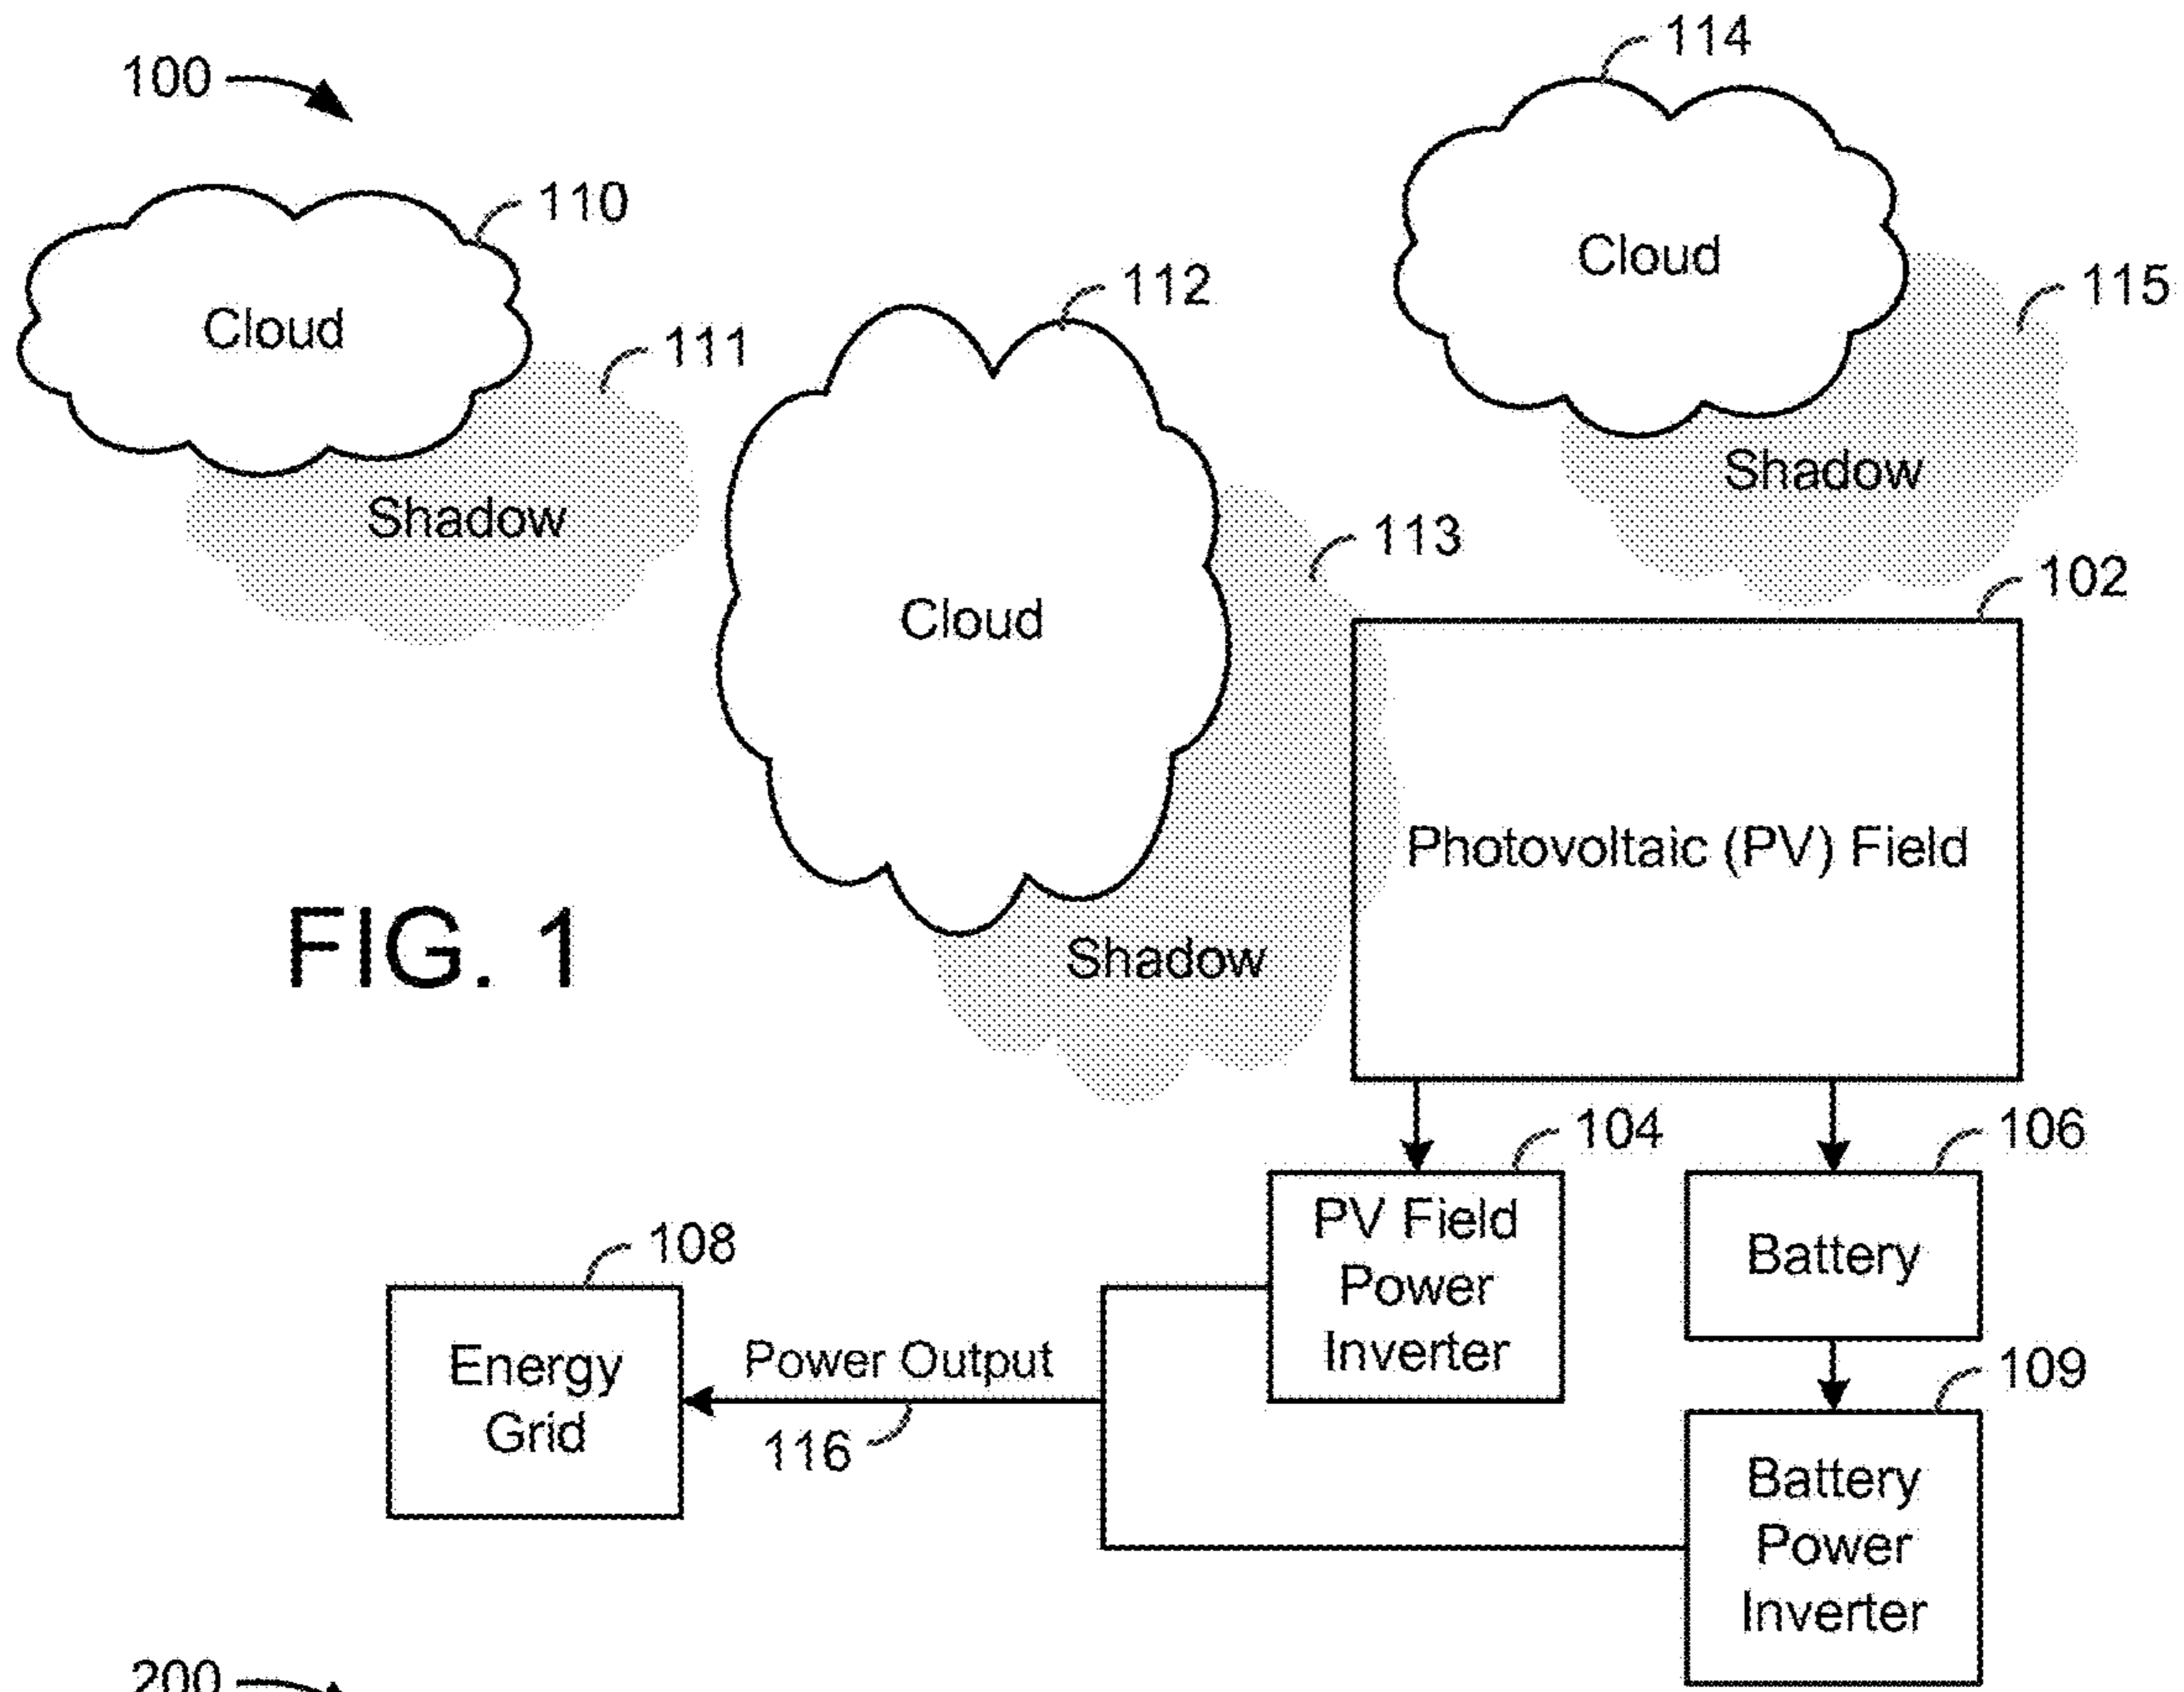 100
114
110
Cloud
112
115
Cloud
111
Shadow
Shadow
113
102
Cloud
Photovoltaic (PV) Field
FIG. 1
Shadow
104
106
PV Field
Power
Inverter
Battery
108
Energy
Grid
Power Output
116
109
Battery
Power
Inverter
200